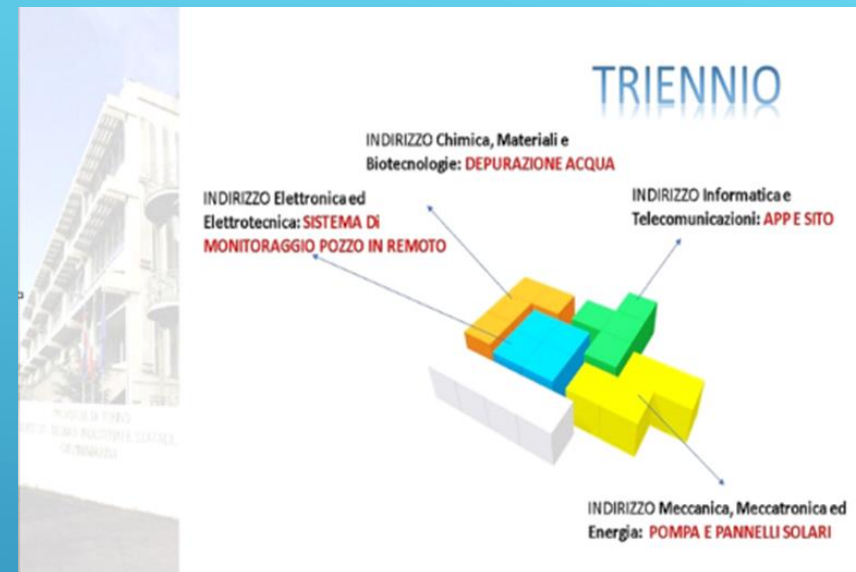 TRIENNIO
INDIRIZZO Chimica, Materiali e
Biotecnologie: DEPURAZIONE ACQUA
INDIRIZZO Elettronica ed
Elettrotecnica: SISTEMA Di
MONITORAGGIO POZZO IN REMOTO
INDIRIZZO Informatica e
Telecomunicazioni: APP E SITO
INDIRIZZO Meccanica, Meccatronica ed
Energia: POMPA E PANNELLI SOLARI